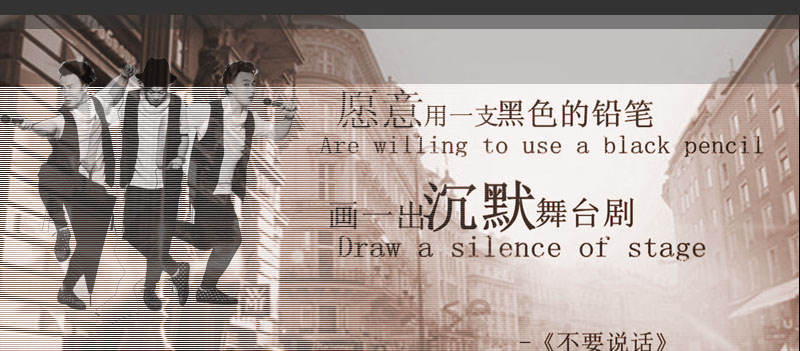 愿意用一支黑色的铅笔
Are willing to use a black pencil
画一出沉默舞台剧
Draw a silence of stage
-《不要说话》